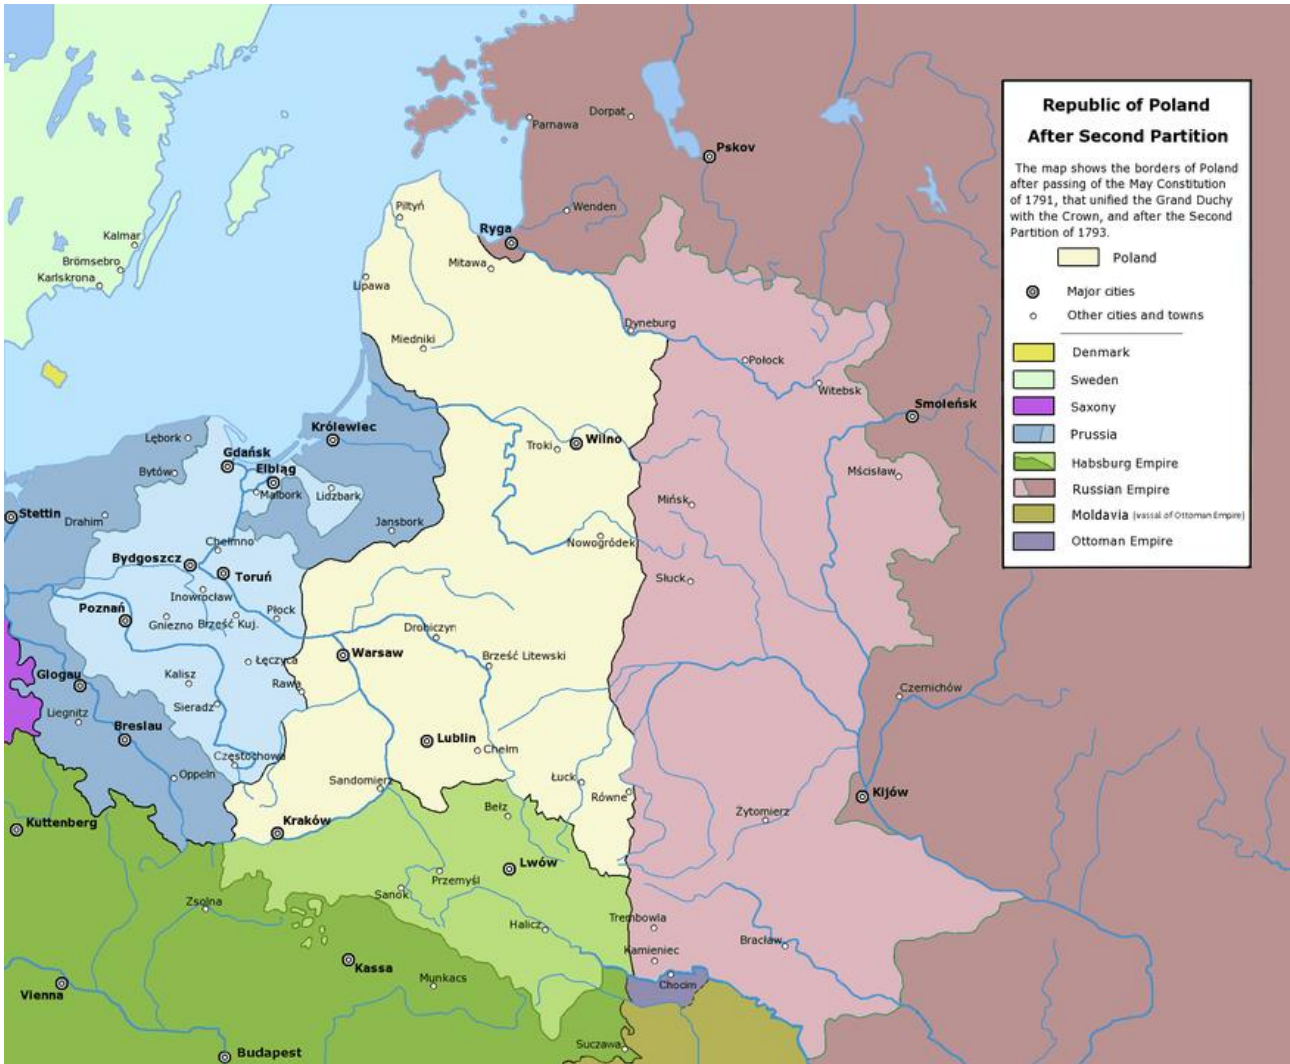 Republic of Poland
After Second Partition
The map shows the borders of Poland
after passing of the May Constitution
of 1791, that unified the Grand Duchy
with the Crown, and after the Second
Partition of 1793.
Poland
Major cities
Other cities and towns
Denmark
Sweden
Saxony
Prussia
Habsburg Empire
Russian Empire
Moldavia (vassal of Ottoman Empire)
Ottoman Empire
Dorpat
Parnawa
Pskov
Piltyń
Wenden
Ryga
Kalmar
Brömsebro
Karlskrona
Mitawa
Lipawa
Dyneburg
Miedniki
Połock
Witebsk
Smoleńsk
Lębork
Królewiec
Wilno
Troki
Gdańsk
Elbląg
Bytów
Malbork
Lidzbark
Mścisław
Mińsk
Stettin
Drahim
Jansbork
Chełmno
Nowogródek
Bydgoszcz
Toruń
Słuck
Inowrocław
Poznań
Gniezno
Brześć Kuj.
Płock
Drohiczyn
Warsaw
Brześć Litewski
Łęczyca
Glogau
Kalisz
Rawa
Czernichów
Liegnitz
Sieradz
Breslau
Lublin
Chełm
Częstochowa
Oppeln
Sandomierz
Łuck
Równe
Kijów
Bełz
Żytomierz
Kuttenberg
Kraków
Lwów
Przemyśl
Sanok
Zsolna
Halicz
Trembowla
Bracław
Kamieniec
Kassa
Munkacs
Chocim
Vienna
Suczawa
Budapest